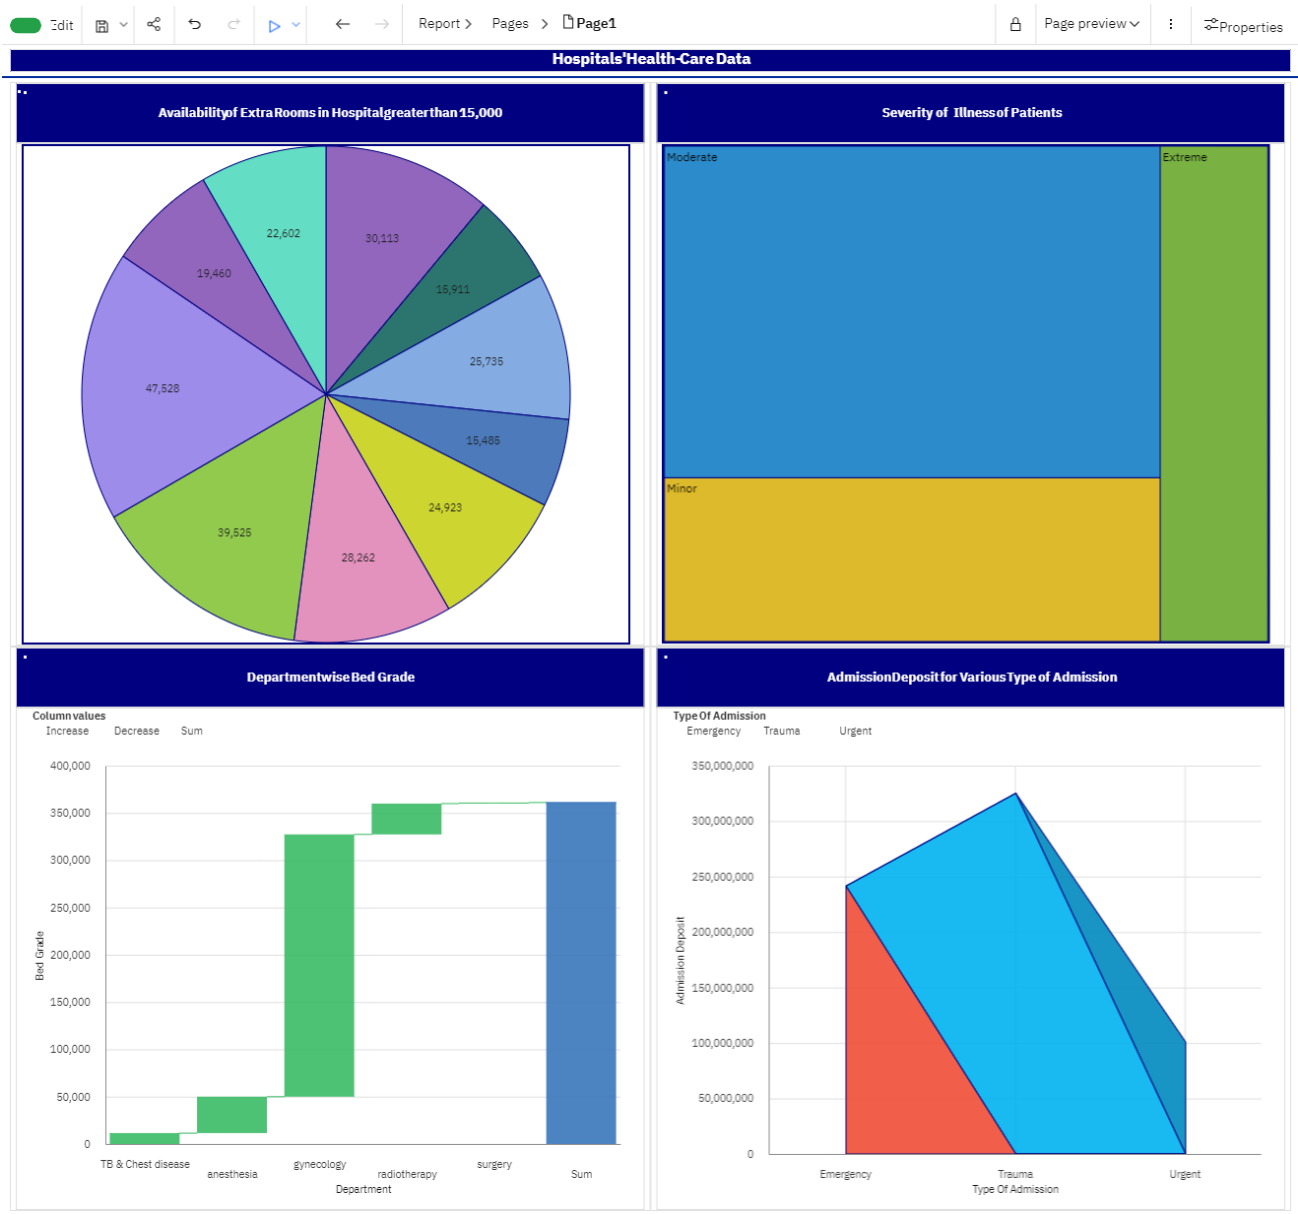 Edit
Report
Pages
Page1
Page preview
Properties
Hospitals'Health-Care Data
Availabilityof Extra Rooms in Hospitalgreaterthan 15,000
22,602
30,113
19,460
15,911
25,735
47,528
15,485
24,923
39,525
28,262
Severity of Illness of Patients
Moderate
Extreme
Minor
Departmentwise Bed Grade
Column values
Increase Decrease Sum
400,000
350,000
300,000
250,000
200,000
150,000
100,000
50,000
0
Bed Grade
TB & Chest disease
anesthesia
gynecology
radiotherapy
surgery
Sum
Department
AdmissionDeposit for Various Type of Admission
Type Of Admission
Emergency Trauma Urgent
350,000,000
300,000,000
250,000,000
200,000,000
150,000,000
100,000,000
50,000,000
0
Admission Deposit
Emergency
Trauma
Urgent
Type Of Admission